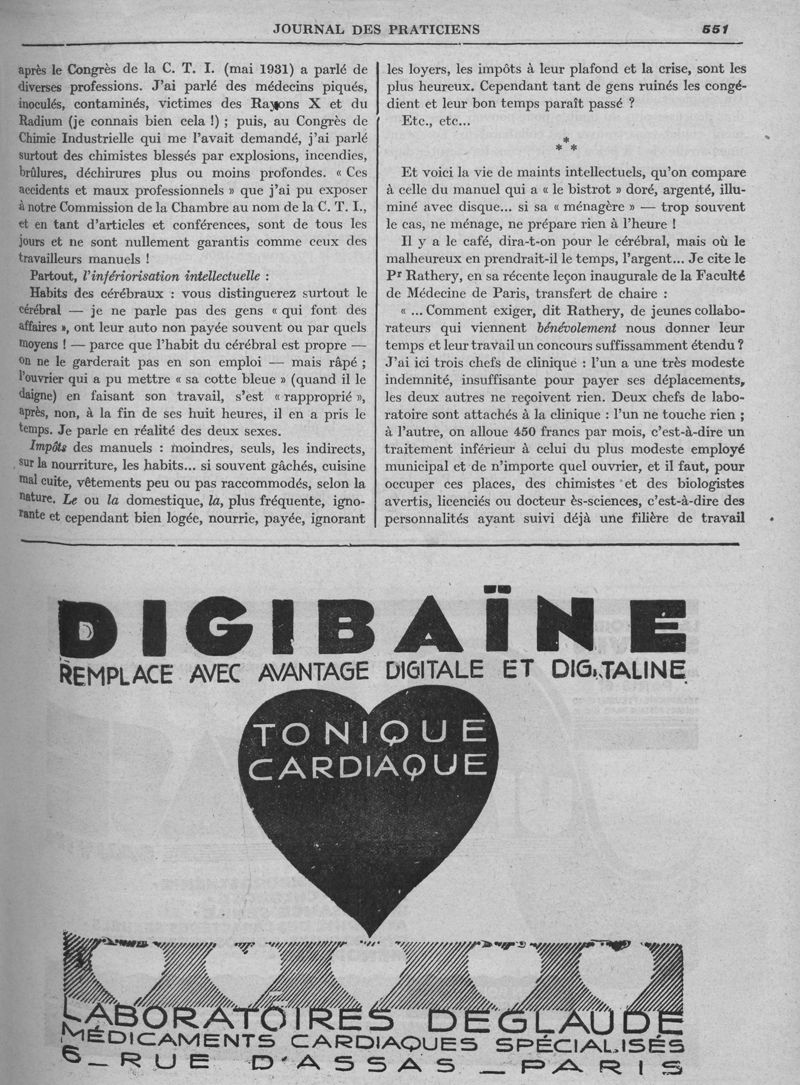 JOURNAL DES PRATICIENS
551
après le Congrès de la C. T. I. (mai 1931) a parlé de
diverses professions. J'ai parlé des médecins piqués,
inoculés, contaminés, victimes des Rayons X et du
Radium (je connais bien cela !) ; puis, au Congrès de
Chimie Industrielle qui me l'avait demandé, j'ai parlé
surtout des chimistes blessés par explosions, incendies,
brûlures, déchirures plus ou moins profondes. « Ces
accidents et maux professionnels » que j'ai pu exposer
à notre Commission de la Chambre au nom de la C. T. I.,
et en tant d'articles et conférences, sont de tous les
jours et ne sont nullement garantis comme ceux des
travailleurs manuels !
Partout, l'infériorisation intellectuelle :
Habits des cérébraux : vous distinguerez surtout le
cérébral — je ne parle pas des gens « qui font des
affaires », ont leur auto non payée souvent ou par quels
moyens ! — parce que l'habit du cérébral est propre —
on ne le garderait pas en son emploi — mais râpé ;
l'ouvrier qui a pu mettre « sa cotte bleue » (quand il le
daigne) en faisant son travail, s'est « rapproprié »,
après, non, à la fin de ses huit heures, il en a pris le
temps. Je parle en réalité des deux sexes.
Impôts des manuels : moindres, seuls, les indirects,
sur la nourriture, les habits... si souvent gâchés, cuisine
mal cuite, vêtements peu ou pas raccommodés, selon la
nature. Le ou la domestique, la, plus fréquente, igno-
rante et cependant bien logée, nourrie, payée, ignorant
les loyers, les impôts à leur plafond et la crise, sont les
plus heureux. Cependant tant de gens ruinés les congé-
dient et leur bon temps paraît passé ?
Etc., etc...
*
* *
Et voici la vie de maints intellectuels, qu'on compare
à celle du manuel qui a « le bistrot » doré, argenté, illu-
miné avec disque... si sa « ménagère » — trop souvent
le cas, ne ménage, ne prépare rien à l'heure !
Il y a le café, dira-t-on pour le cérébral, mais où le
malheureux en prendrait-il le temps, l'argent... Je cite le
Pr Rathery, en sa récente leçon inaugurale de la Faculté
de Médecine de Paris, transfert de chaire :
« ... Comment exiger, dit Rathery, de jeunes collabo-
rateurs qui viennent bénévolement nous donner leur
temps et leur travail un concours suffisamment étendu ?
J'ai ici trois chefs de clinique : l'un a une très modeste
indemnité, insuffisante pour payer ses déplacements,
les deux autres ne reçoivent rien. Deux chefs de labo-
ratoire sont attachés à la clinique : l'un ne touche rien ;
à l'autre, on alloue 450 francs par mois, c'est-à-dire un
traitement inférieur à celui du plus modeste employé
municipal et de n'importe quel ouvrier, et il faut, pour
occuper ces places, des chimistes et des biologistes
avertis, licenciés ou docteur ès-sciences, c'est-à-dire des
personnalités ayant suivi déjà une filière de travail
DIGIBAÏNE
REMPLACE AVEC AVANTAGE DIGITALE ET DIGITALINE
TONIQUE
CARDIAQUE
LABORATOIRES DEGLAUDE
MÉDICAMENTS CARDIAQUES SPÉCIALISÉS
6 — RUE D'ASSAS — PARIS